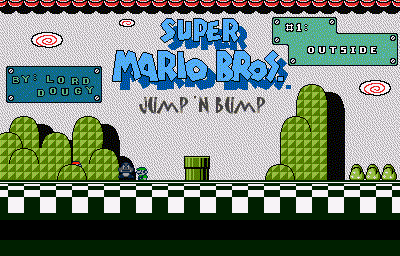 SUPER
MARIO BROS.
JUMP 'N BUMP
#1:
OUTSIDE
BY: LORD
DOUGY